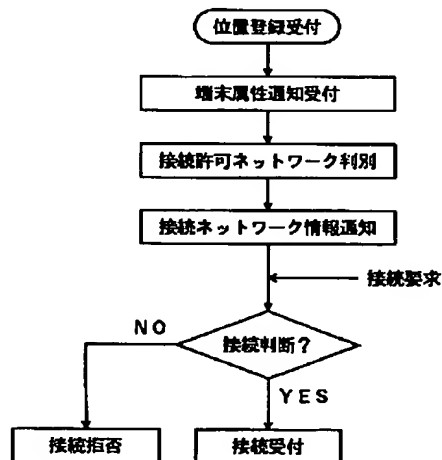 位置登録受付
端末属性通知受付
接続許可ネットワーク判別
接続ネットワーク情報通知
接続要求
接続判断?
NO
YES
接続拒否
接続受付